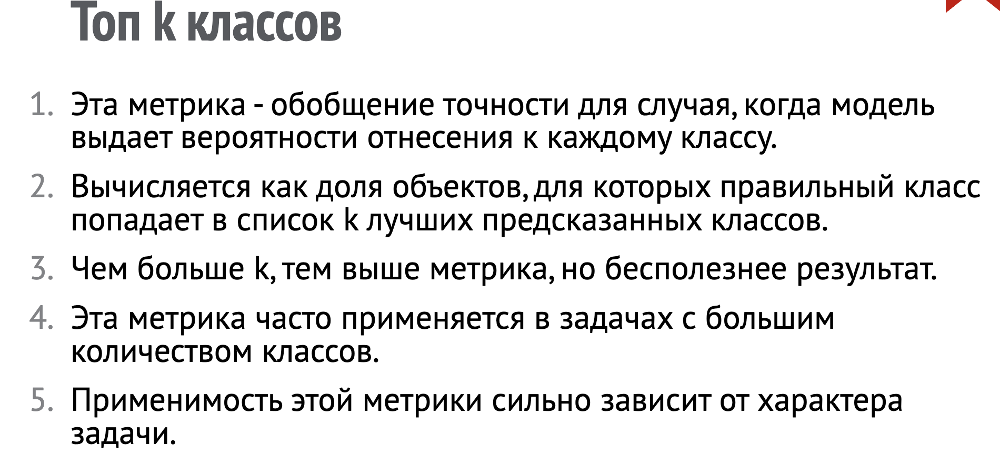 Топ k классов
1. Эта метрика - обобщение точности для случая, когда модель
выдает вероятности отнесения к каждому классу.
2. Вычисляется как доля объектов, для которых правильный класс
попадает в список k лучших предсказанных классов.
3. Чем больше k, тем выше метрика, но бесполезнее результат.
4. Эта метрика часто применяется в задачах с большим
количеством классов.
5. Применимость этой метрики сильно зависит от характера
задачи.